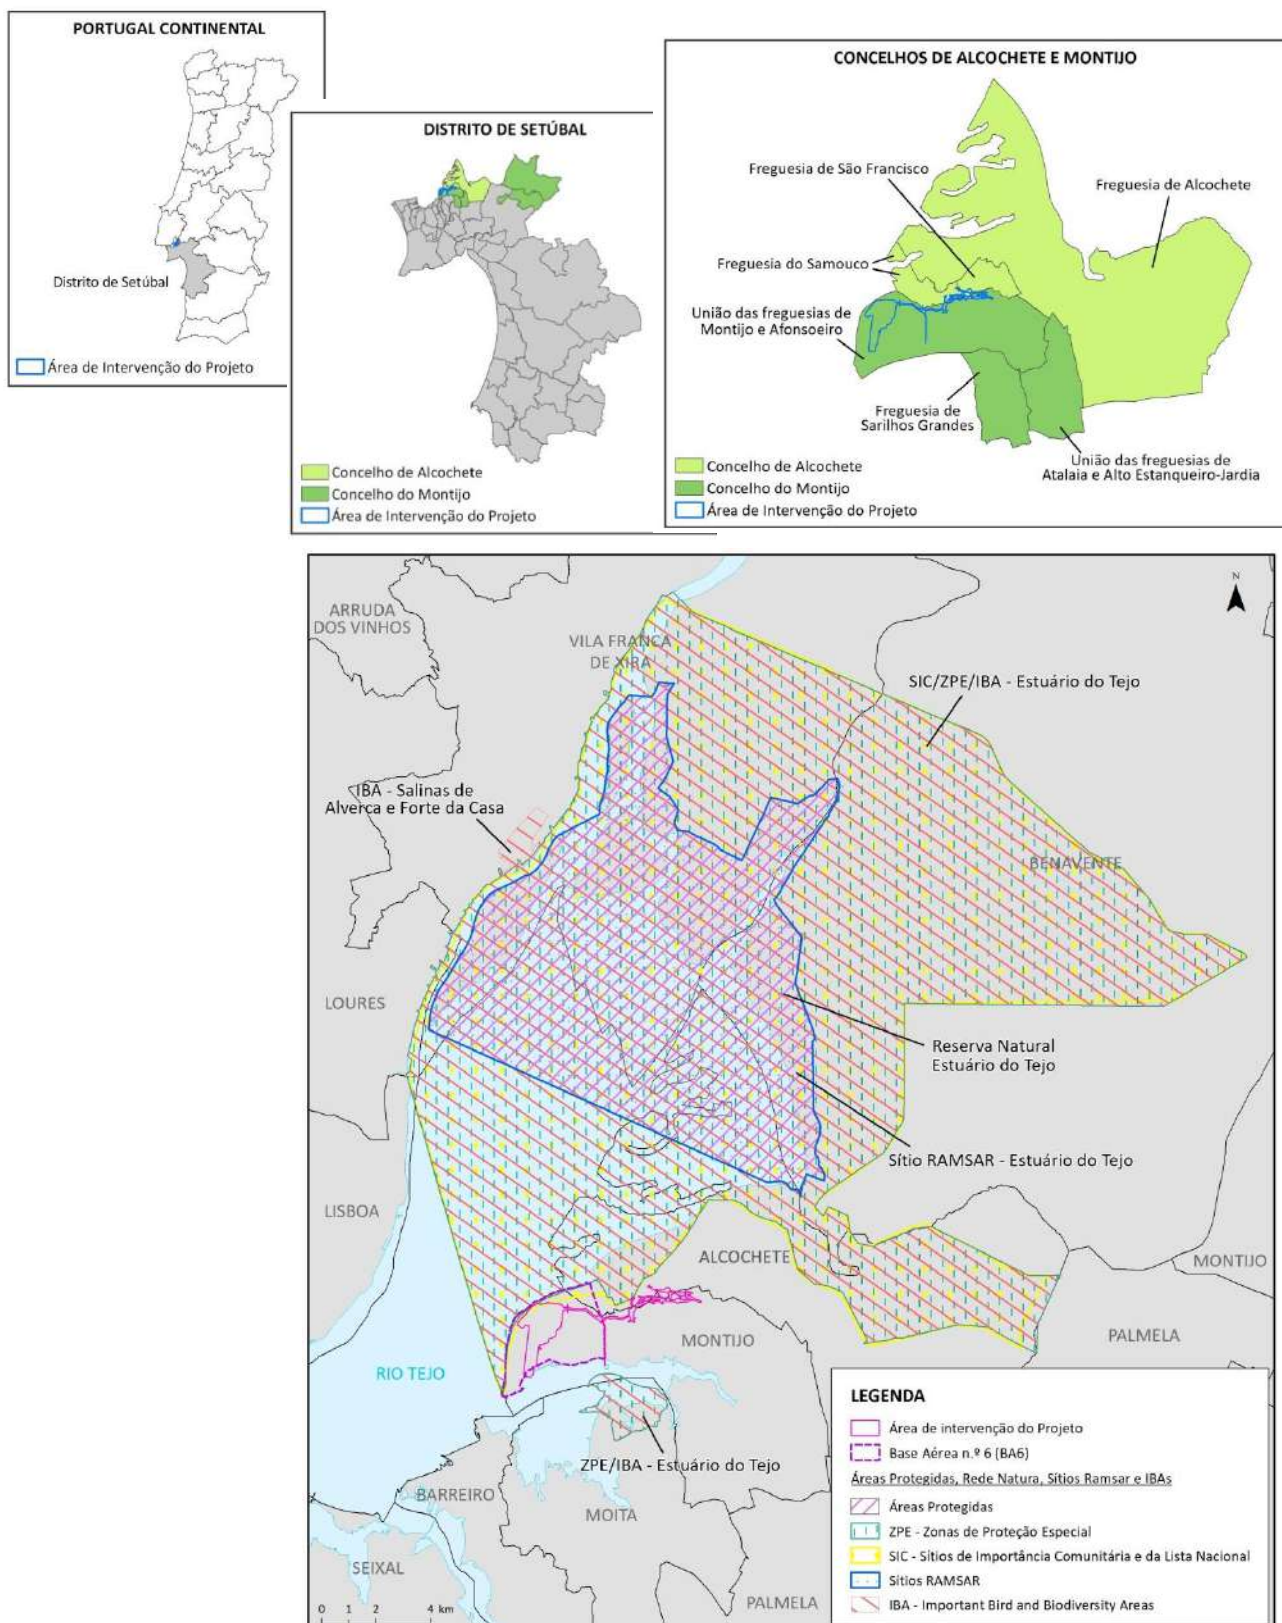 PORTUGAL CONTINENTAL
Distrito de Setúbal
Área de Intervenção do Projeto
DISTRITO DE SETÚBAL
Concelho de Alcochete
Concelho do Montijo
Área de Intervenção do Projeto
CONCELHOS DE ALCOCHETE E MONTIJO
Freguesia de São Francisco
Freguesia de Alcochete
Freguesia do Samouco
União das freguesias de
Montijo e Afonsoeiro
Freguesia de
Sarilhos Grandes
União das freguesias de
Atalaia e Alto Estanqueiro-Jardia
Concelho de Alcochete
Concelho do Montijo
Área de Intervenção do Projeto
N
ARRUDA
DOS VINHOS
VILA FRANCA
DE XIRA
SIC/ZPE/IBA - Estuário do Tejo
IBA - Salinas de
Alverca e Forte da Casa
BENAVENTE
LOURES
Reserva Natural
Estuário do Tejo
Sítio RAMSAR - Estuário do Tejo
LISBOA
ALCOCHETE
MONTIJO
MONTIJO
PALMELA
RIO TEJO
ZPE/IBA - Estuário do Tejo
BARREIRO
MOITA
SEIXAL
PALMELA
0 1 2 4 km
LEGENDA
Área de intervenção do Projeto
Base Aérea n.º 6 (BA6)
Áreas Protegidas, Rede Natura, Sítios Ramsar e IBAs
Áreas Protegidas
ZPE - Zonas de Proteção Especial
SIC - Sítios de Importância Comunitária e da Lista Nacional
Sítios RAMSAR
IBA - Important Bird and Biodiversity Areas